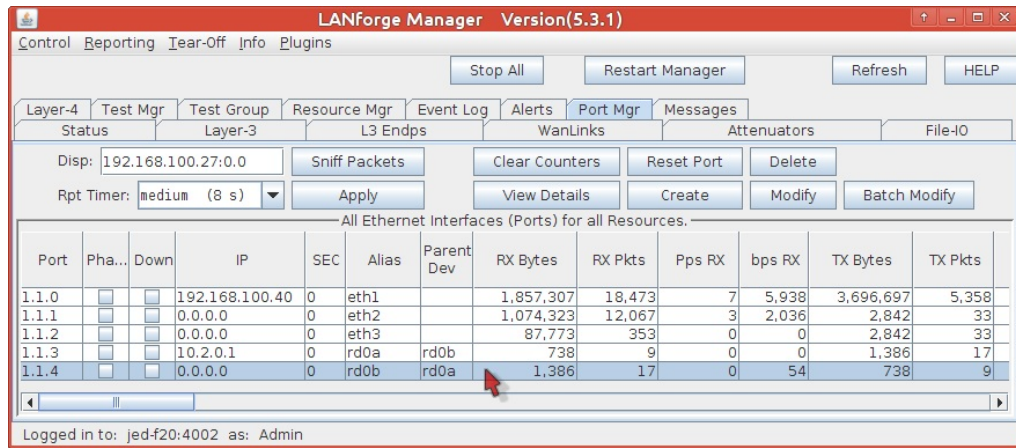 LANforge Manager Version(5.3.1)
Control Reporting Tear-Off Info Plugins
Stop All Restart Manager Refresh HELP
Layer-4 Test Mgr Test Group Resource Mgr Event Log Alerts Port Mgr Messages
Status Layer-3 L3 Endps WanLinks Attenuators File-IO
Disp: 192.168.100.27:0.0 Sniff Packets Clear Counters Reset Port Delete
Rpt Timer: medium (8 s) Apply View Details Create Modify Batch Modify
All Ethernet Interfaces (Ports) for all Resources.
Port Pha... Down IP SEC Alias Parent Dev RX Bytes RX Pkts Pps RX bps RX TX Bytes TX Pkts
1.1.0 192.168.100.40 0 eth1 1,857,307 18,473 7 5,938 3,696,697 5,358
1.1.1 0.0.0.0 0 eth2 1,074,323 12,067 3 2,036 2,842 33
1.1.2 0.0.0.0 0 eth3 87,773 353 0 0 2,842 33
1.1.3 10.2.0.1 0 rd0a rd0b 738 9 0 0 1,386 17
1.1.4 0.0.0.0 0 rd0b rd0a 1,386 17 0 54 738 9
Logged in to: jed-f20:4002 as: Admin